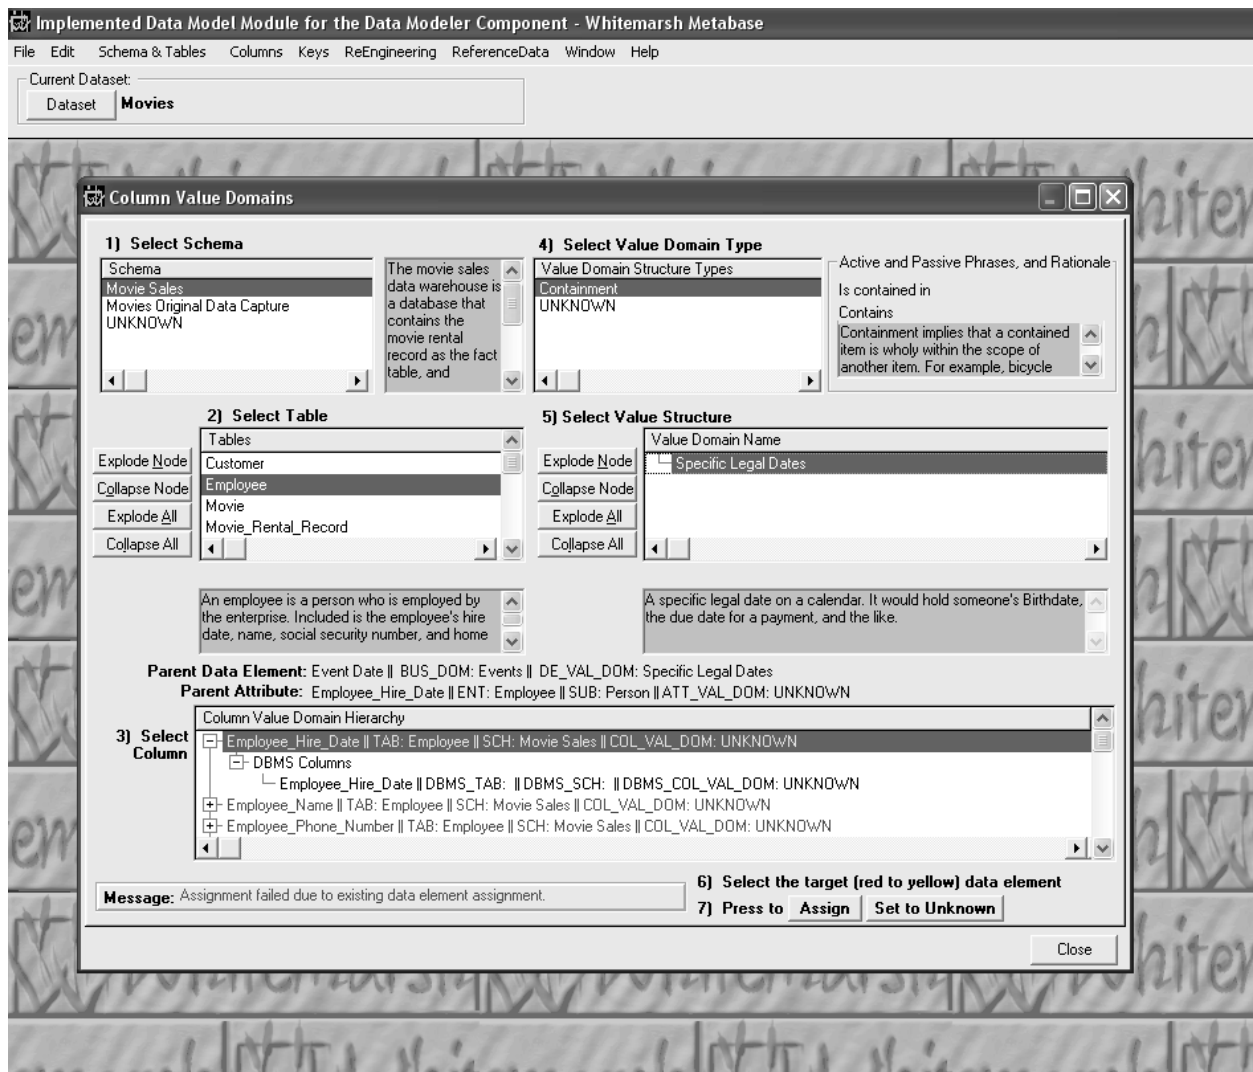 Implemented Data Model Module for the Data Modeler Component - Whitemarsh Metabase
File Edit Schema & Tables Columns Keys ReEngineering ReferenceData Window Help
Current Dataset:
Dataset Movies
Column Value Domains
1) Select Schema
Schema
Movie Sales
Movies Original Data Capture
UNKNOWN
The movie sales
data warehouse is
a database that
contains the
movie rental
record as the fact
table, and
4) Select Value Domain Type
Value Domain Structure Types
Containment
UNKNOWN
Active and Passive Phrases, and Rationale
Is contained in
Contains
Containment implies that a contained
item is wholly within the scope of
another item. For example, bicycle
2) Select Table
Explode Node
Collapse Node
Explode All
Collapse All
Tables
Customer
Employee
Movie
Movie_Rental_Record
An employee is a person who is employed by
the enterprise. Included is the employee's hire
date, name, social security number, and home
5) Select Value Structure
Explode Node
Collapse Node
Explode All
Collapse All
Value Domain Name
Specific Legal Dates
A specific legal date on a calendar. It would hold someone's Birthdate,
the due date for a payment, and the like.
Parent Data Element: Event Date || BUS_DOM: Events || DE_VAL_DOM: Specific Legal Dates
Parent Attribute: Employee_Hire_Date || ENT: Employee || SUB: Person || ATT_VAL_DOM: UNKNOWN
3) Select
Column
Column Value Domain Hierarchy
Employee_Hire_Date || TAB: Employee || SCH: Movie Sales || COL_VAL_DOM: UNKNOWN
DBMS Columns
Employee_Hire_Date || DBMS_TAB: || DBMS_SCH: || DBMS_COL_VAL_DOM: UNKNOWN
Employee_Name || TAB: Employee || SCH: Movie Sales || COL_VAL_DOM: UNKNOWN
Employee_Phone_Number || TAB: Employee || SCH: Movie Sales || COL_VAL_DOM: UNKNOWN
Message: Assignment failed due to existing data element assignment.
6) Select the target (red to yellow) data element
7) Press to Assign Set to Unknown
Close